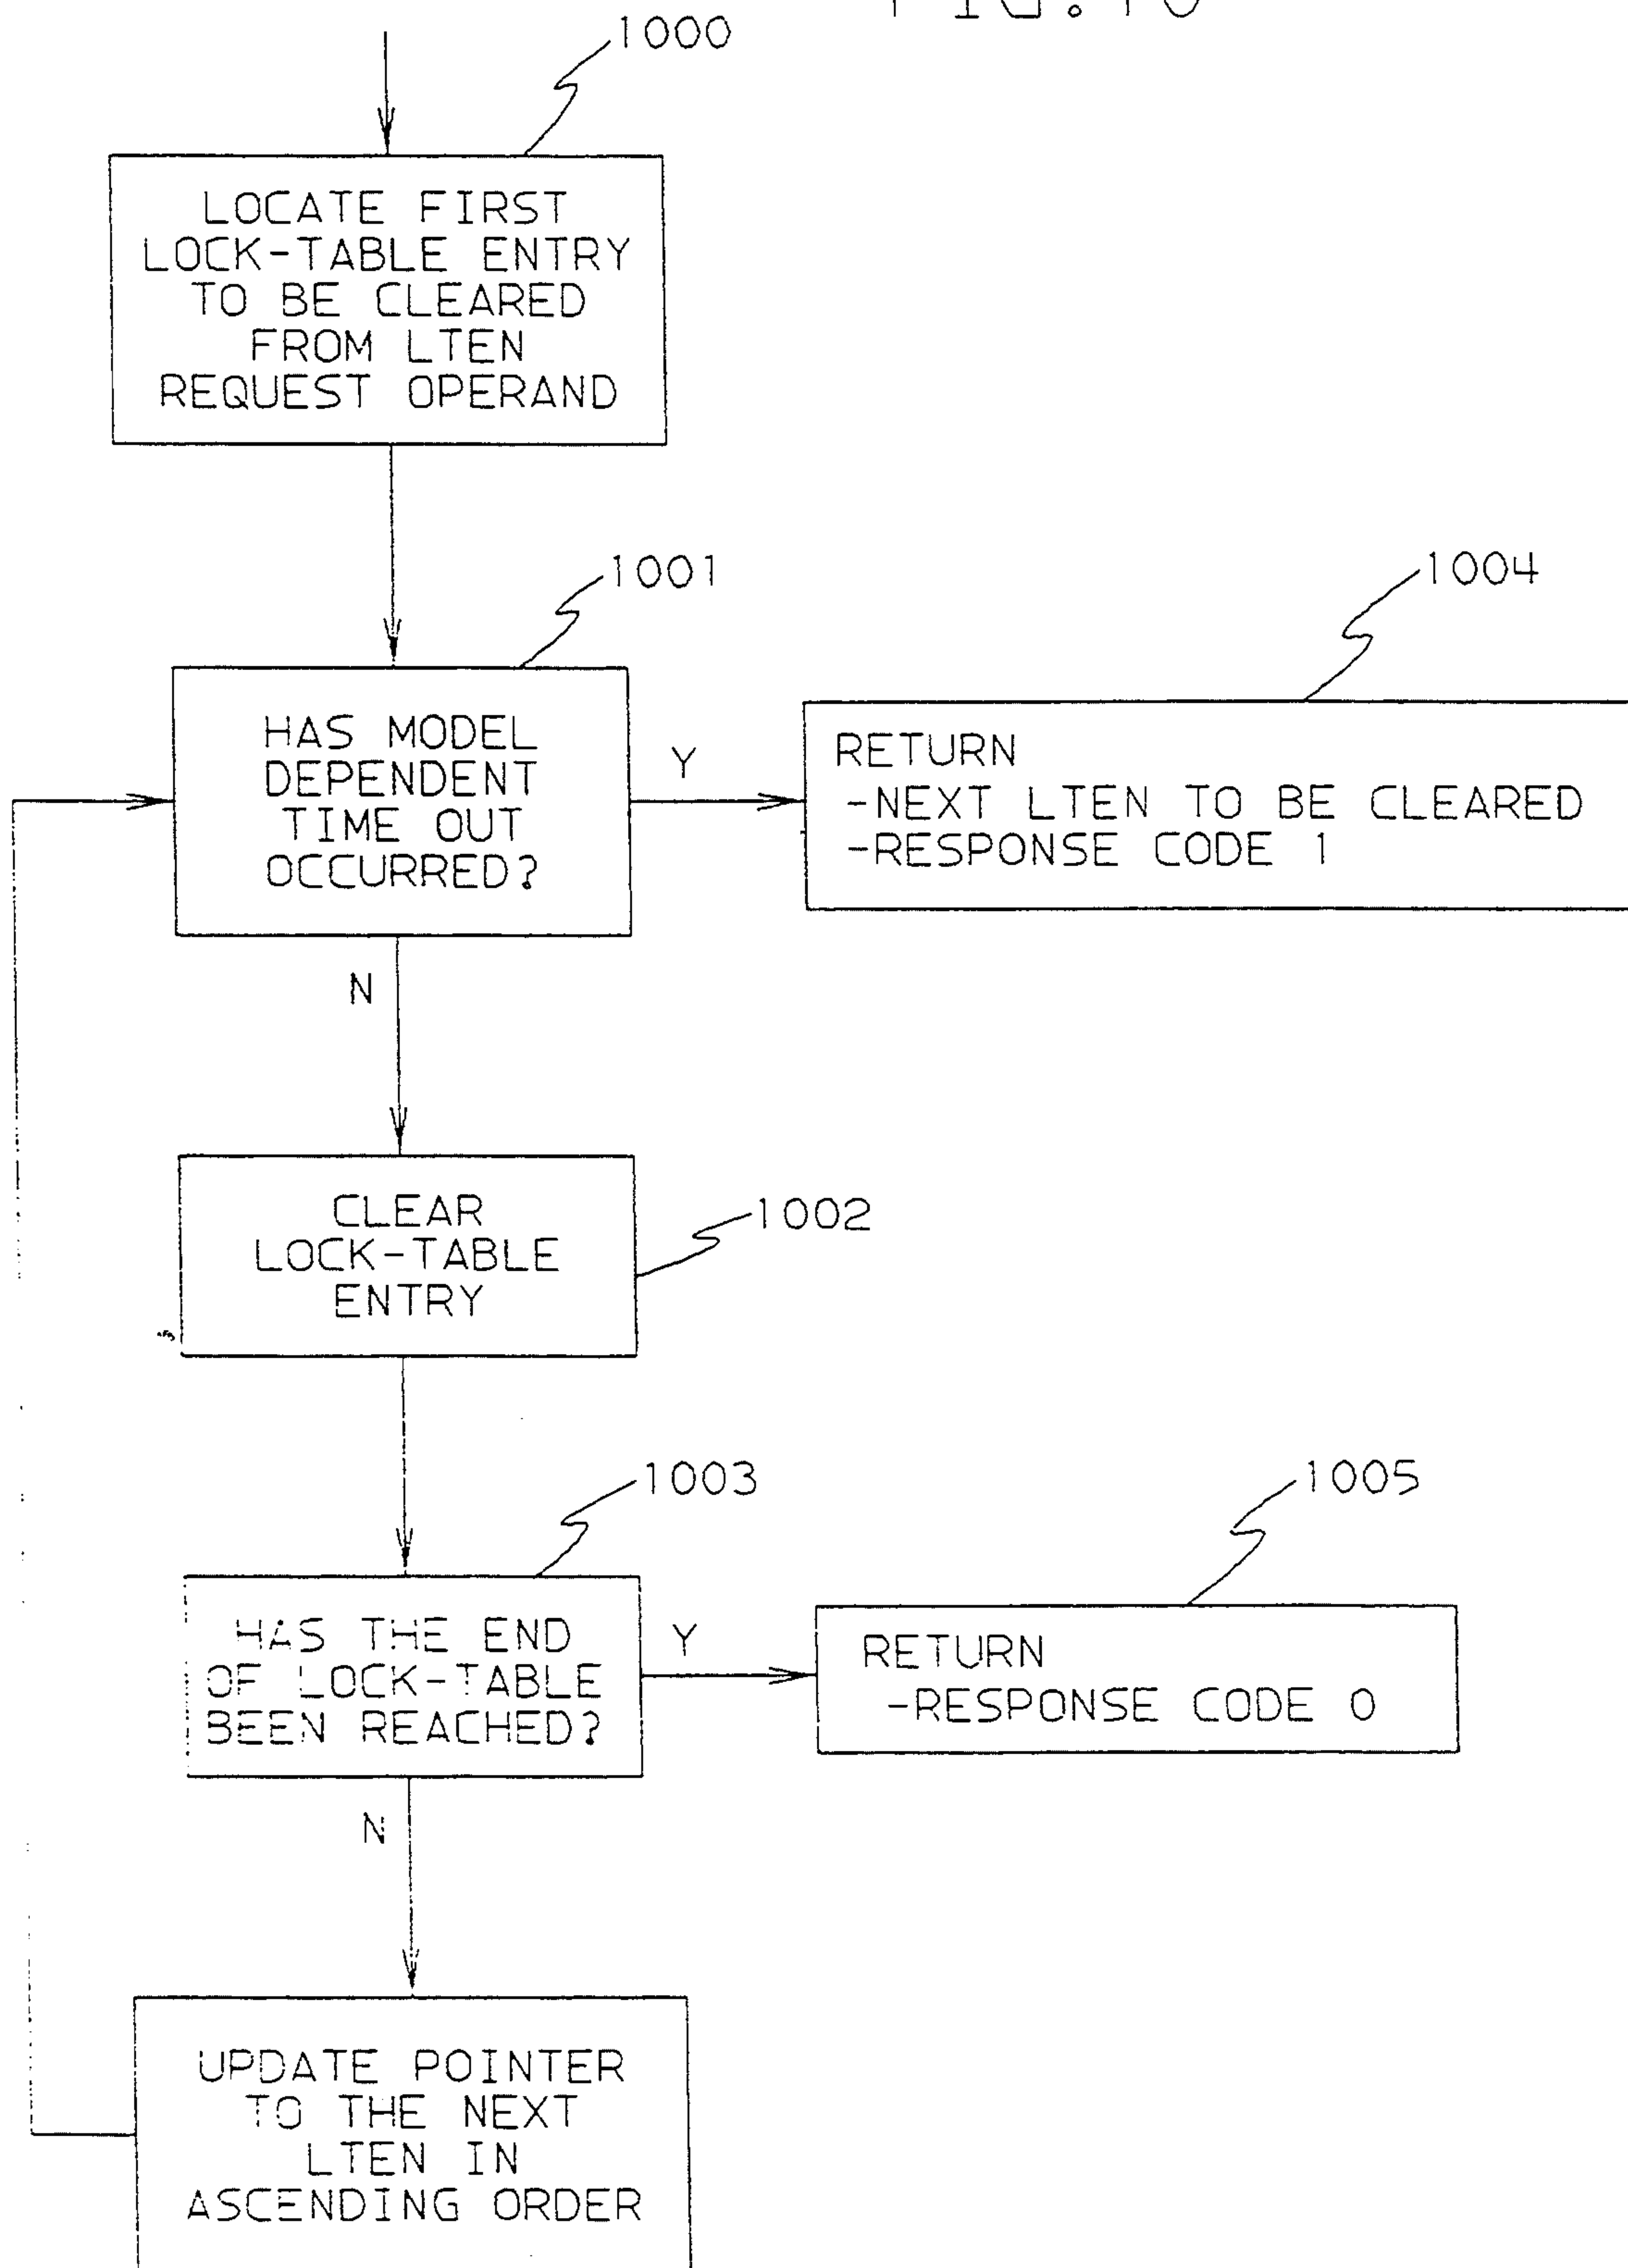 FIG. 10
1000
LOCATE FIRST
LOCK-TABLE ENTRY
TO BE CLEARED
FROM LTEN
REQUEST OPERAND
1001
1004
HAS MODEL
DEPENDENT
TIME OUT
OCCURRED?
Y
RETURN
-NEXT LTEN TO BE CLEARED
-RESPONSE CODE 1
N
CLEAR
LOCK-TABLE
ENTRY
1002
1003
1005
HAS THE END
OF LOCK-TABLE
BEEN REACHED?
Y
RETURN
-RESPONSE CODE 0
N
UPDATE POINTER
TO THE NEXT
LTEN IN
ASCENDING ORDER